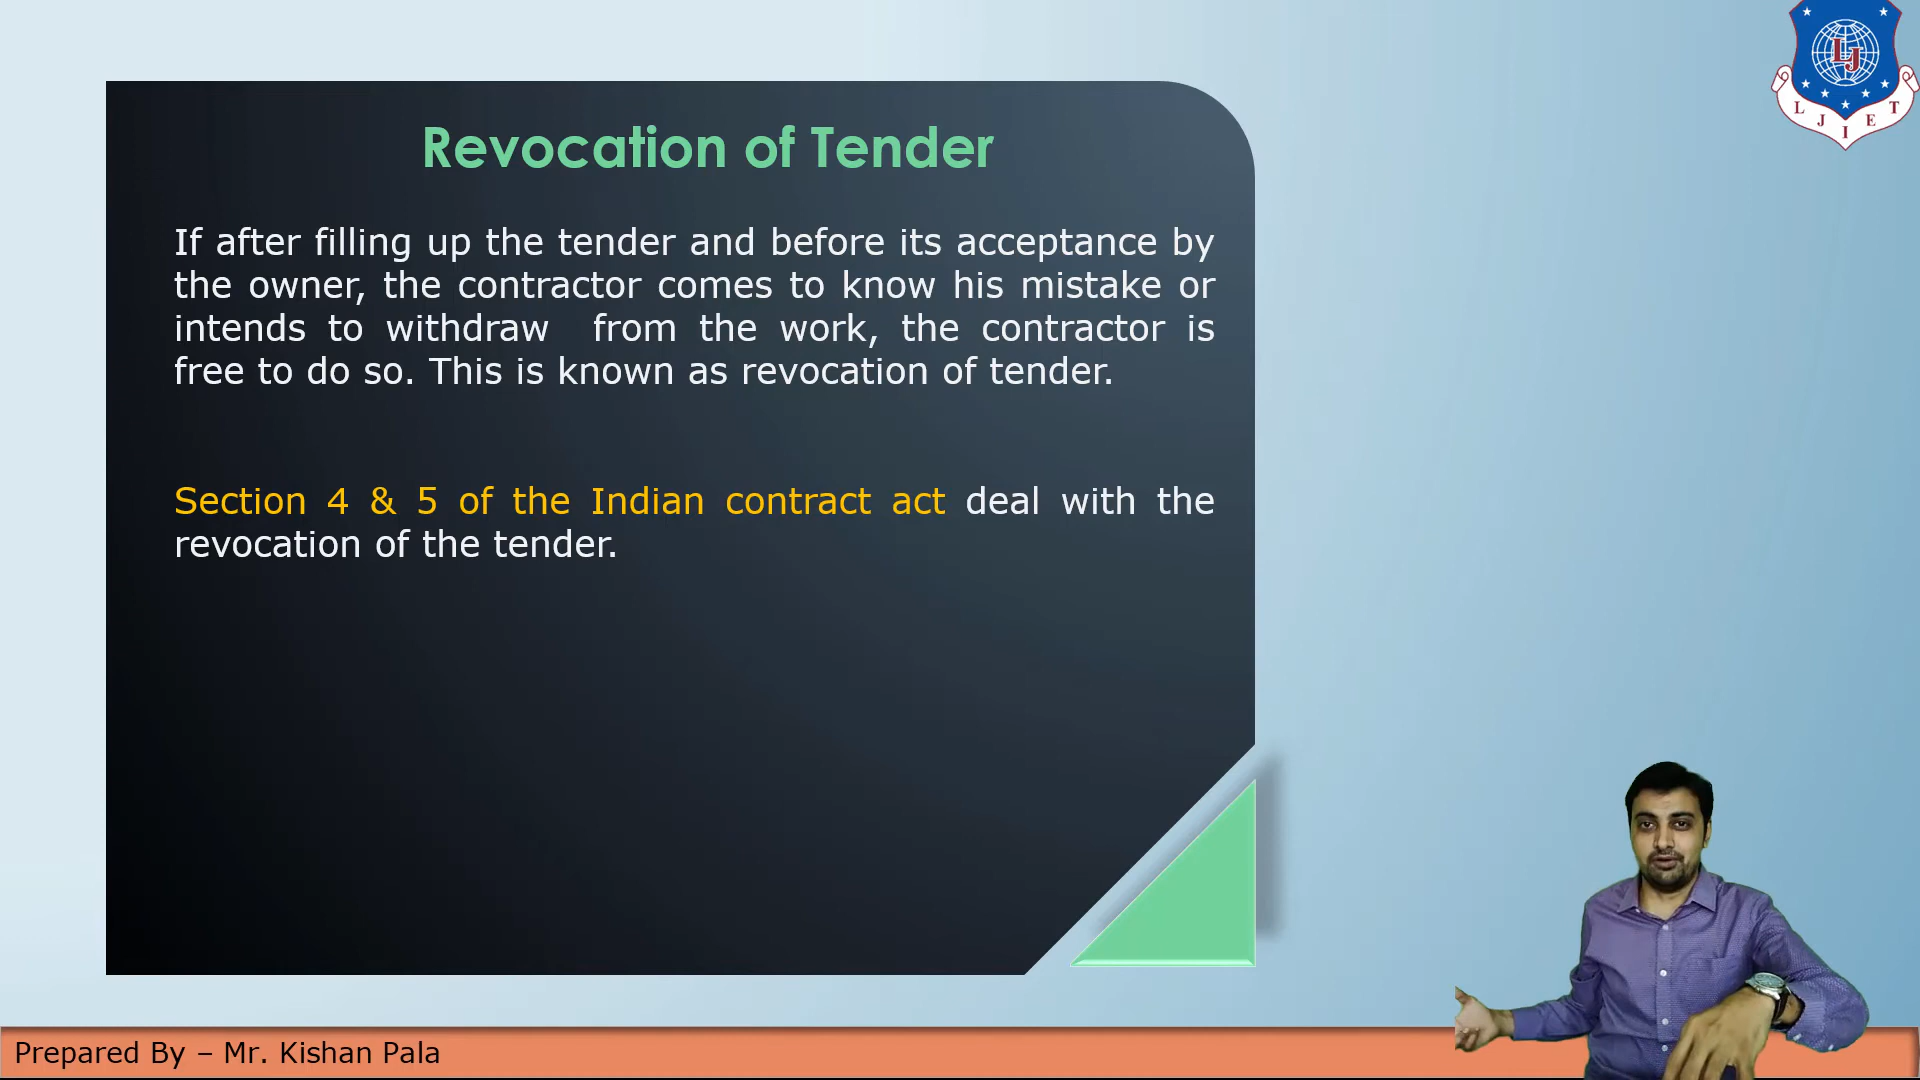 Revocation of Tender
If after filling up the tender and before its acceptance by
the owner, the contractor comes to know his mistake or
intends to withdraw from the work, the contractor is
free to do so. This is known as revocation of tender.
Section 4 & 5 of the Indian contract act deal with the
revocation of the tender.
LJ
L J I E T
Prepared By – Mr. Kishan Pala